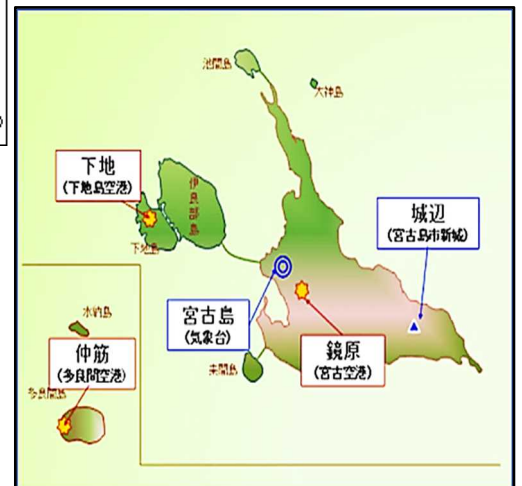 池間島
大神島
下地
(下地島空港)
伊良部島
下地島
城辺
(宮古島市新城)
宮古島
(気象台)
鏡原
(宮古空港)
来間島
水納島
仲筋
(多良間空港)
多良間島